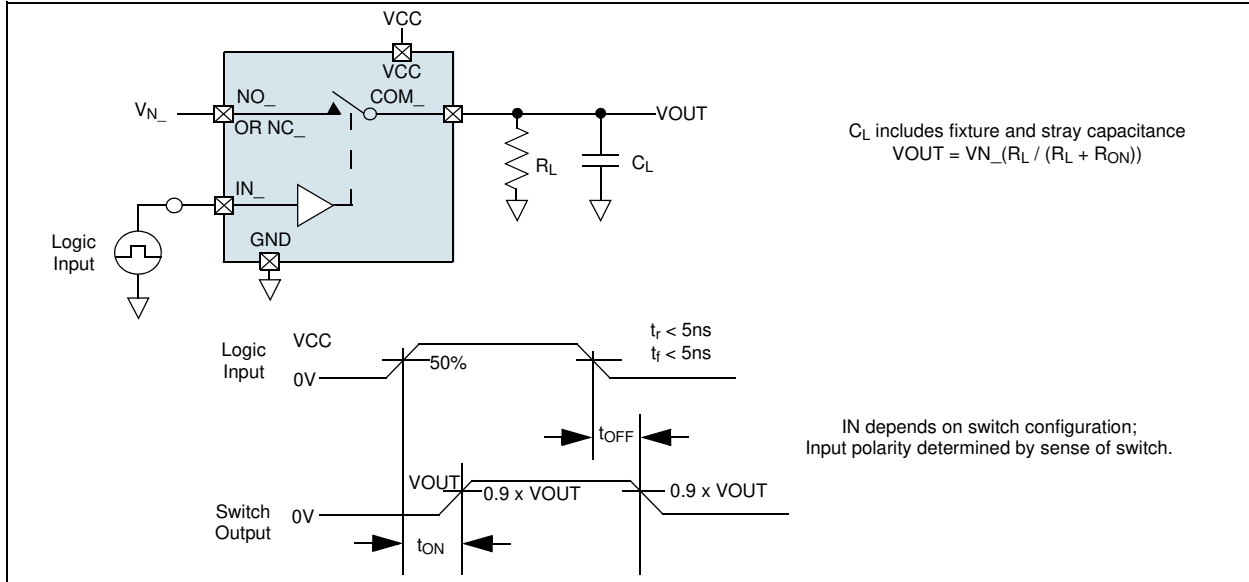 VCC
VCC
V_N_
NO_
COM_
OR NC_
VOUT
C_L includes fixture and stray capacitance
VOUT = VN_(R_L / (R_L + R_ON))
R_L
C_L
IN_
GND
Logic
Input
Logic
Input
VCC
0V
50%
t_r < 5ns
t_f < 5ns
t_OFF
IN depends on switch configuration;
Input polarity determined by sense of switch.
VOUT
0.9 x VOUT
0.9 x VOUT
Switch
Output
0V
t_ON